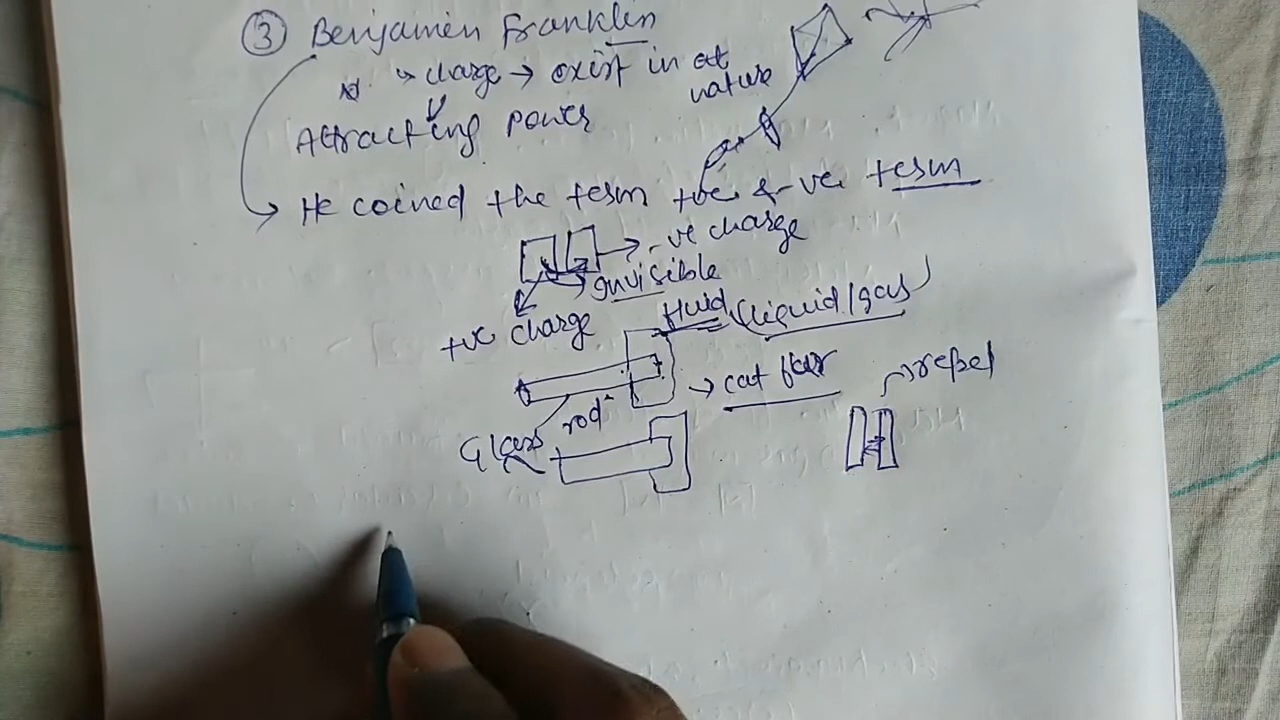 ③ Benjamin Franklin
↳ charge → exist in at
nature
Attracting power
→ He coined the term +ve & -ve term
→ -ve charge
invisible
fluid (liquid/gas)
+ve charge
→ cat fur
repel
Glass rod